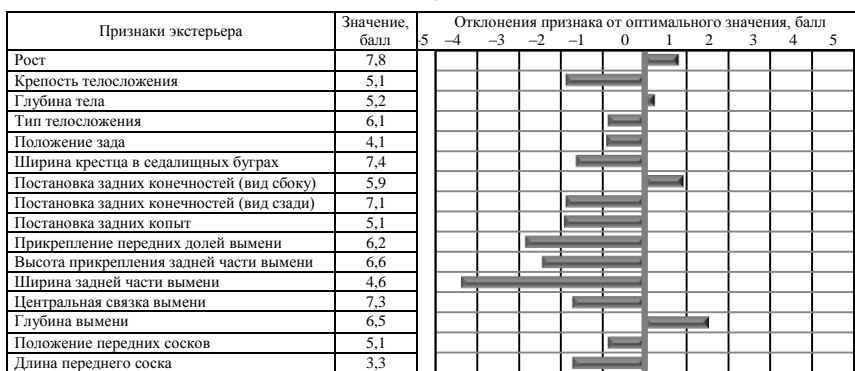 Признаки экстерьера Значение, балл Отклонения признака от оптимального значения, балл
-5 –4 –3 –2 –1 0 1 2 3 4 5
Рост 7,8
Крепость телосложения 5,1
Глубина тела 5,2
Тип телосложения 6,1
Положение зада 4,1
Ширина крестца в седалищных буграх 7,4
Постановка задних конечностей (вид сбоку) 5,9
Постановка задних конечностей (вид сзади) 7,1
Постановка задних копыт 5,1
Прикрепление передних долей вымени 6,2
Высота прикрепления задней части вымени 6,6
Ширина задней части вымени 4,6
Центральная связка вымени 7,3
Глубина вымени 6,5
Положение передних сосков 5,1
Длина переднего соска 3,3